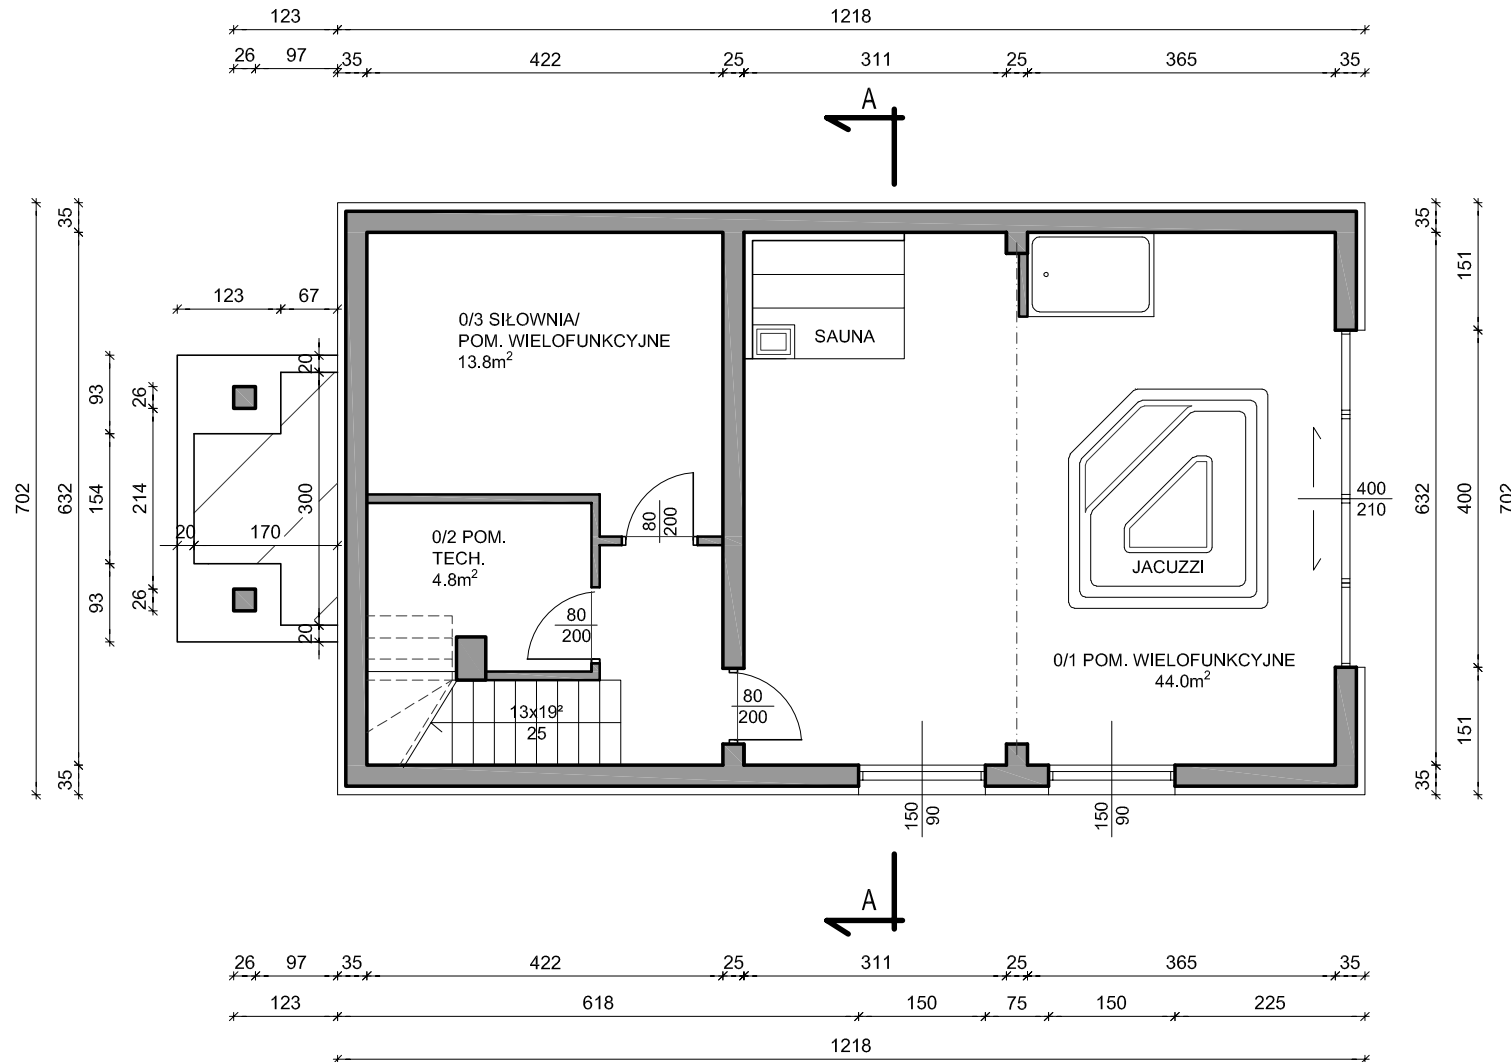 123 1218
26 97 35 422 25 311 25 365 35
A
35 35
151
123 67
0/3 SIŁOWNIA/
POM. WIELOFUNKCYJNE
13.8m²
SAUNA
20
93 26
702 632 154 214 300
20 170
80
200
400
210
632 400 702
0/2 POM.
TECH.
4.8m²
JACUZZI
93 26
20
80
200
0/1 POM. WIELOFUNKCYJNE
44.0m²
80
200
13x19²
25
151
35 35
150
90
150
90
A
26 97 35 422 25 311 25 365 35
123 618 150 75 150 225
1218